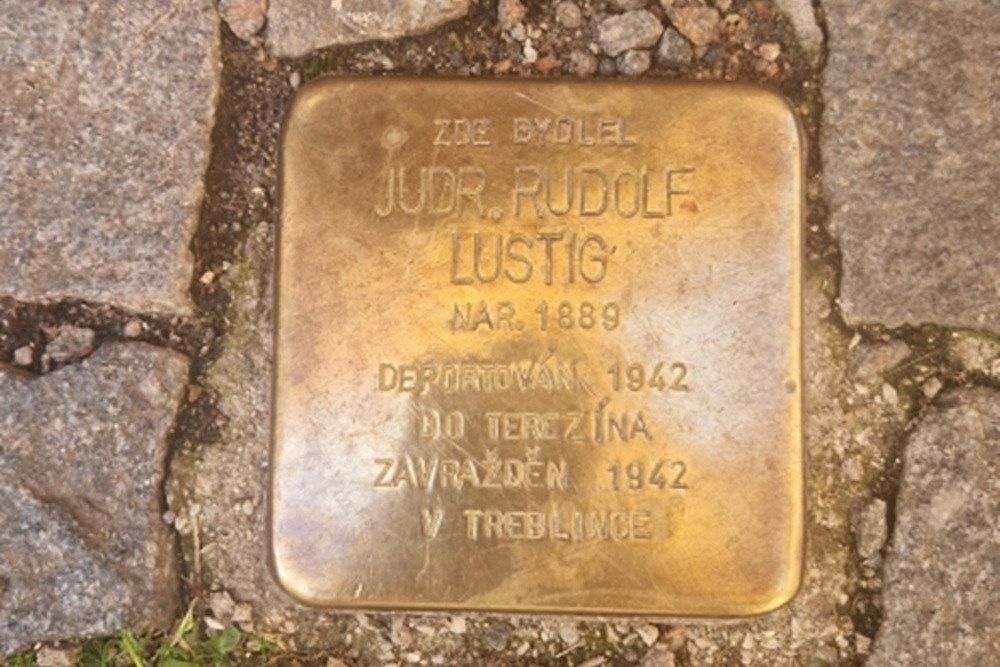 ZDE BYDLEL
JUDR. RUDOLF
LUSTIG
NAR. 1889
DEPORTOVÁN 1942
DO TEREZÍNA
ZAVRAŽDĚN 1942
V TREBLINCE